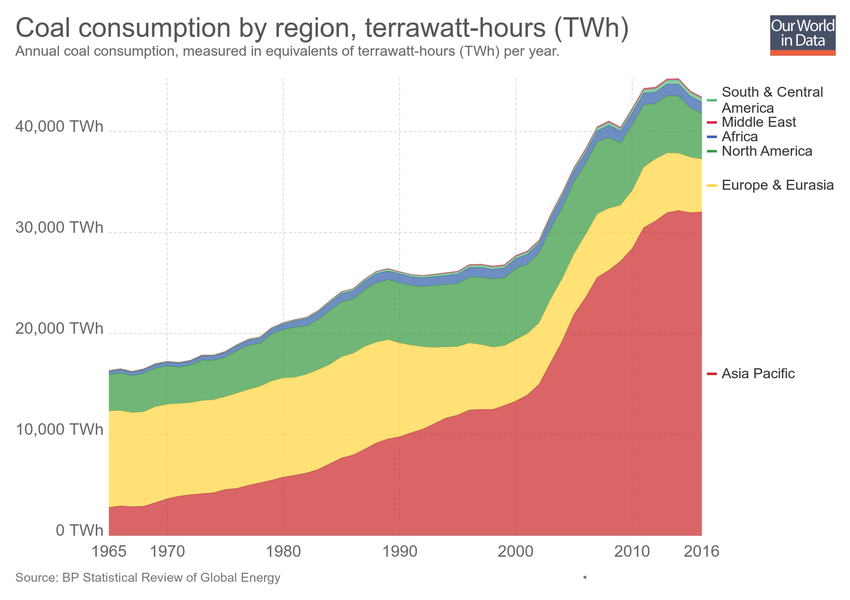 Coal consumption by region, terrawatt-hours (TWh)
Annual coal consumption, measured in equivalents of terrawatt-hours (TWh) per year.
Our World
in Data
40,000 TWh
30,000 TWh
20,000 TWh
10,000 TWh
0 TWh
South & Central
America
Middle East
Africa
North America
Europe & Eurasia
Asia Pacific
1965 1970 1980 1990 2000 2010 2016
Source: BP Statistical Review of Global Energy